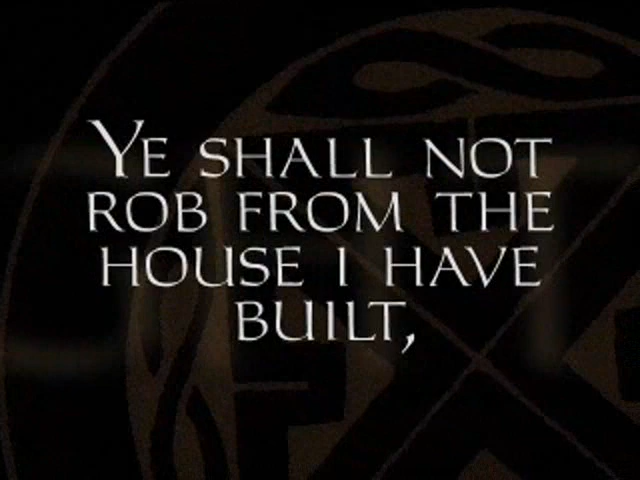 YE SHALL NOT
ROB FROM THE
HOUSE I HAVE
BUILT,